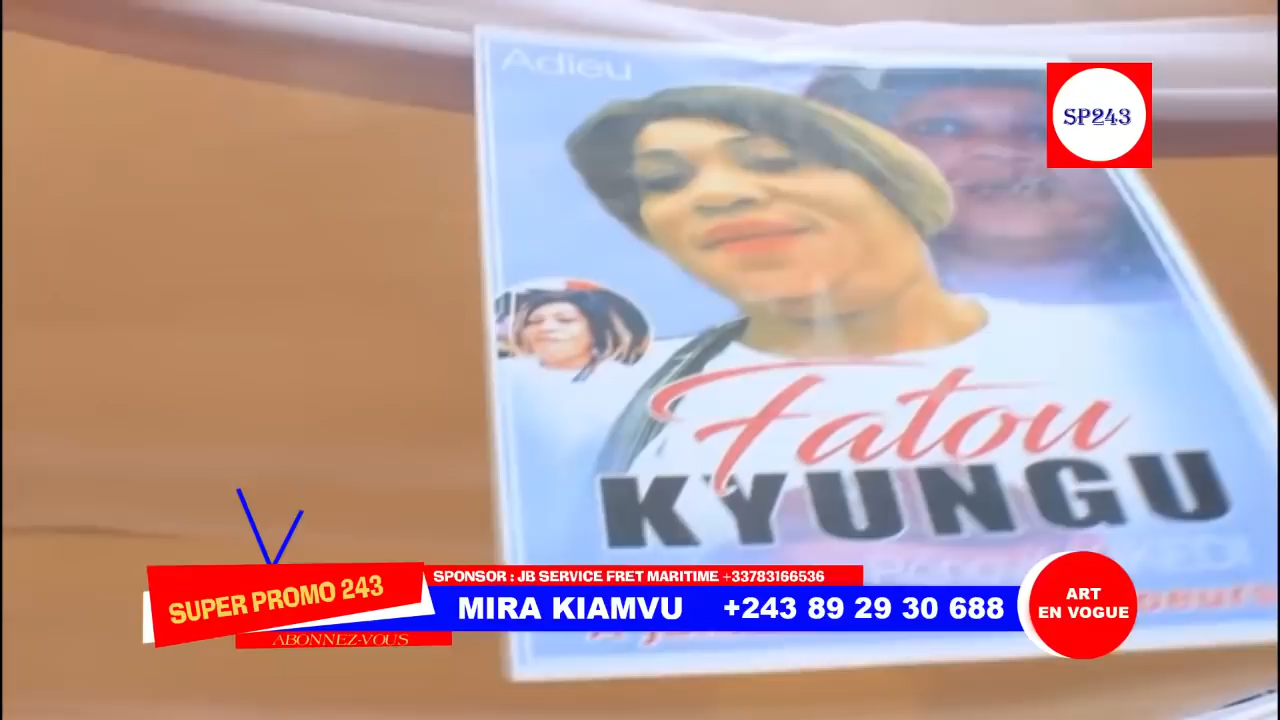 Adieu
SP243
Fatou
KYUNGU
SPONSOR : JB SERVICE FRET MARITIME +33783166536
SUPER PROMO 243
MIRA KIAMVU +243 89 29 30 688
ART
EN VOGUE
ABONNEZ-VOUS